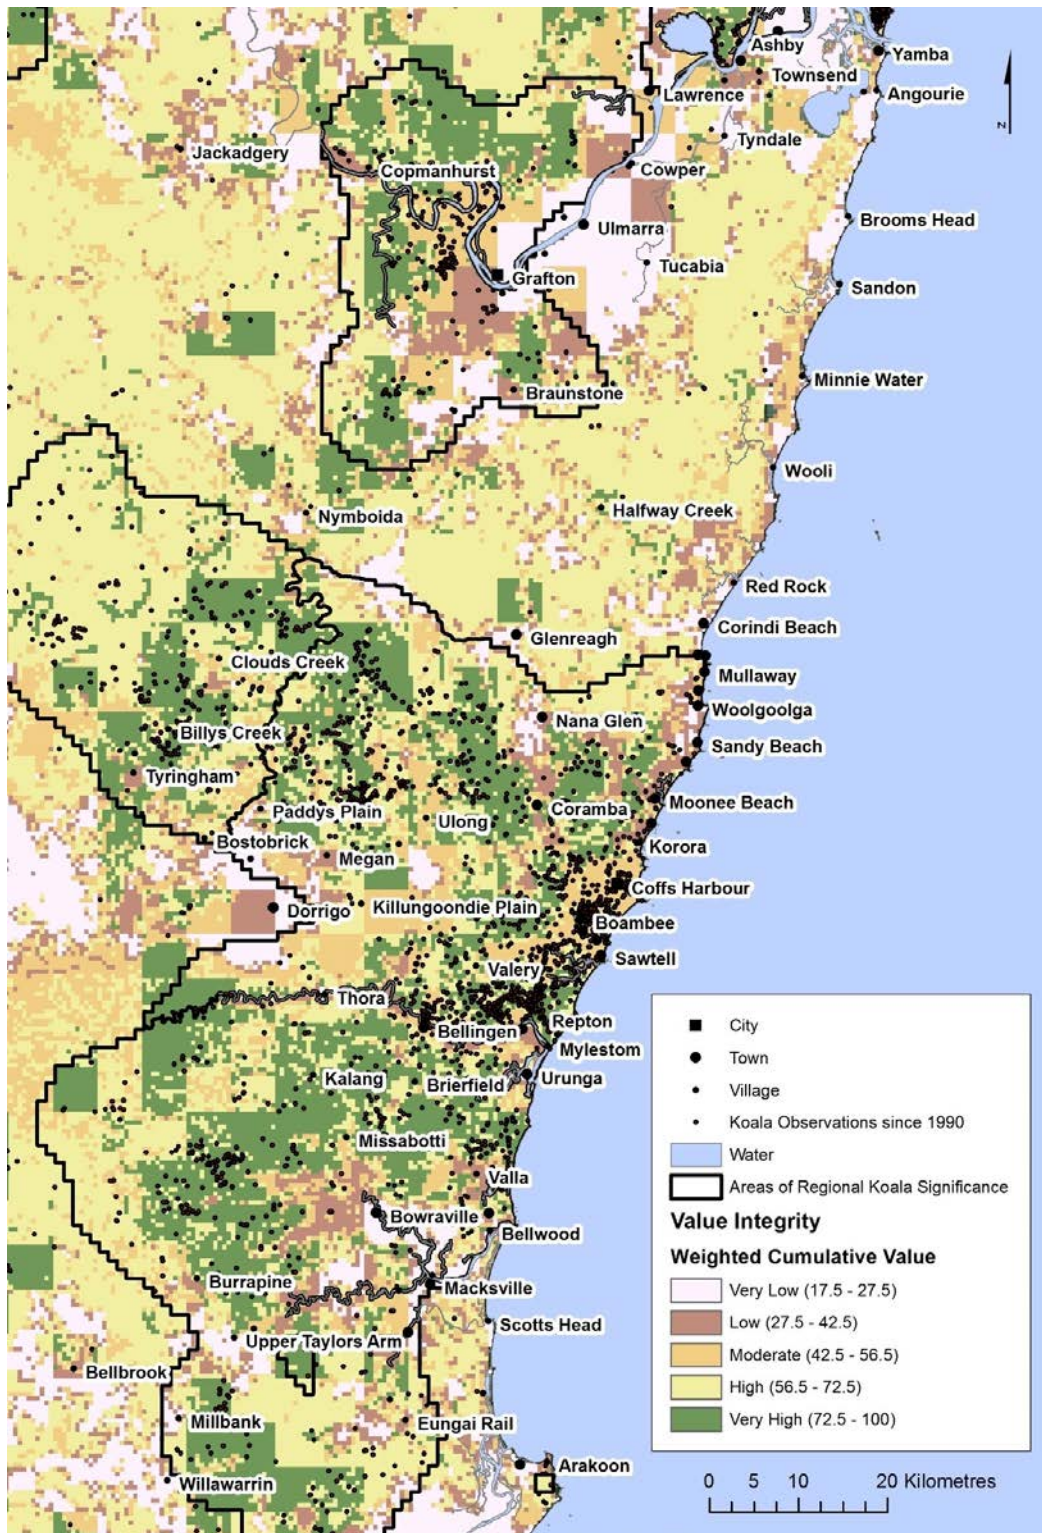 Ashby
Yamba
Townsend
Lawrence
Angourie
Tyndale
Jackadgery
Copmanhurst
Cowper
N
Brooms Head
Ulmarra
Tucabia
Grafton
Sandon
Minnie Water
Braunstone
Wooli
Nymboida
Halfway Creek
Red Rock
Glenreagh
Corindi Beach
Clouds Creek
Mullaway
Nana Glen
Woolgoolga
Billys Creek
Sandy Beach
Tyringham
Moonee Beach
Paddys Plain
Coramba
Ulong
Bostobrick
Korora
Megan
Coffs Harbour
Dorrigo
Killungoondie Plain
Boambee
Sawtell
Valery
Thora
Repton
Bellingen
Mylestom
Kalang
Brierfield
Urunga
Missabotti
Valla
Bowraville
Bellwood
Burrapine
Macksville
Scotts Head
Upper Taylors Arm
Bellbrook
Millbank
Eungai Rail
Arakoon
Willawarrin
City
Town
Village
Koala Observations since 1990
Water
Areas of Regional Koala Significance
Value Integrity
Weighted Cumulative Value
Very Low (17.5 - 27.5)
Low (27.5 - 42.5)
Moderate (42.5 - 56.5)
High (56.5 - 72.5)
Very High (72.5 - 100)
0 5 10 20 Kilometres